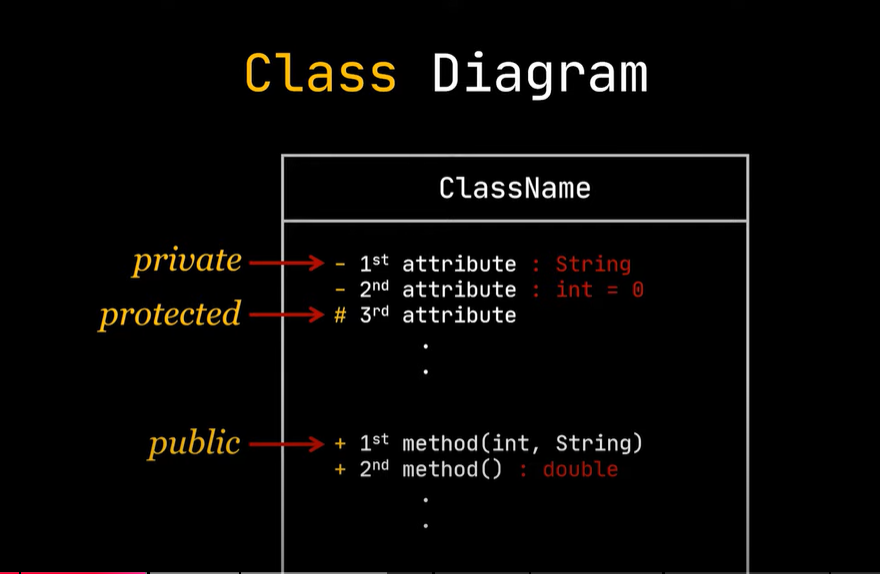 Class Diagram
ClassName
private - 1st attribute : String
- 2nd attribute : int = 0
protected # 3rd attribute
.
.
public + 1st method(int, String)
+ 2nd method() : double
.
.